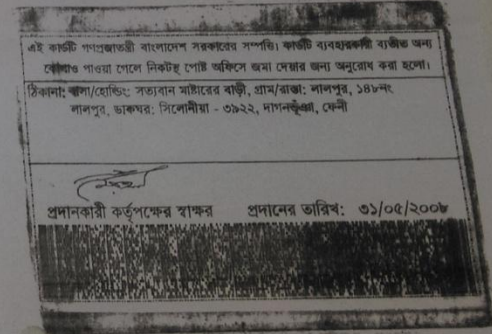 এই কার্ডটি গণপ্রজাতন্ত্রী বাংলাদেশ সরকারের সম্পত্তি। কার্ডটি ব্যবহারকারী ব্যতীত অন্য
কোথাও পাওয়া গেলে নিকটস্থ পোষ্ট অফিসে জমা দেয়ার জন্য অনুরোধ করা হলো।
ঠিকানা: বাসা/হোল্ডিং: সত্যবান মাষ্টারের বাড়ী, গ্রাম/রাস্তা: লালপুর, ১৪৮নং
লালপুর, ডাকঘর: সিলোনীয়া - ৩৯২২, দাগনভূঞা, ফেনী
প্রদানকারী কর্তৃপক্ষের স্বাক্ষর প্রদানের তারিখ: ৩১/০৫/২০০৮